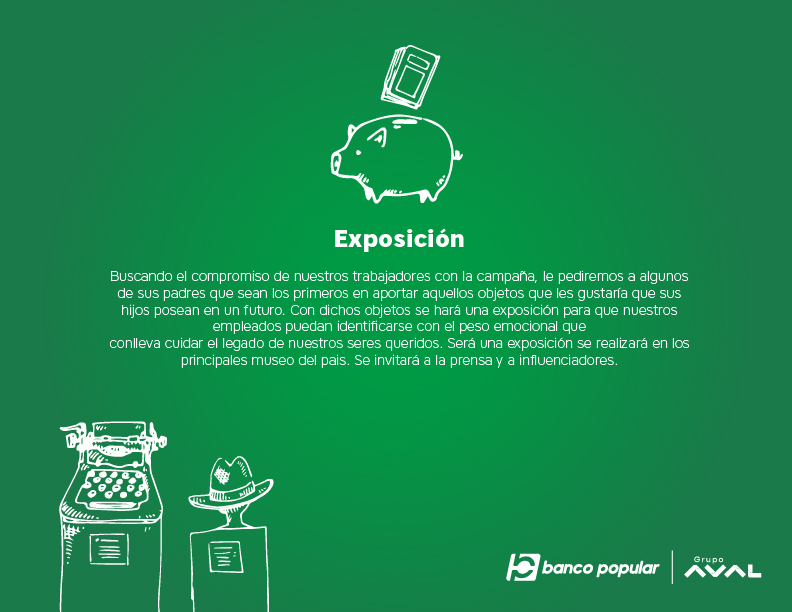 Exposición
Buscando el compromiso de nuestros trabajadores con la campaña, le pediremos a algunos
de sus padres que sean los primeros en aportar aquellos objetos que les gustaría que sus
hijos posean en un futuro. Con dichos objetos se hará una exposición para que nuestros
empleados puedan identificarse con el peso emocional que
conlleva cuidar el legado de nuestros seres queridos. Será una exposición se realizará en los
principales museo del pais. Se invitará a la prensa y a influenciadores.
banco popular
Grupo
AVAL